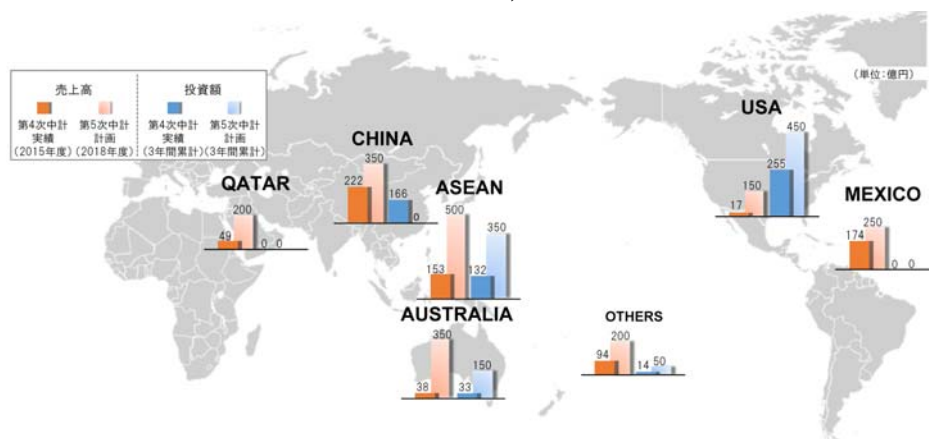 売上高 投資額
第4次中計 第5次中計 第4次中計 第5次中計
実績 計画 実績 計画
(2015年度) (2018年度) (3年間累計) (3年間累計)
(単位:億円)
QATAR
49 200 0 0
CHINA
222 350 166 0
ASEAN
153 500 132 350
AUSTRALIA
38 350 33 150
OTHERS
94 200 14 50
USA
17 150 255 450
MEXICO
174 250 0 0